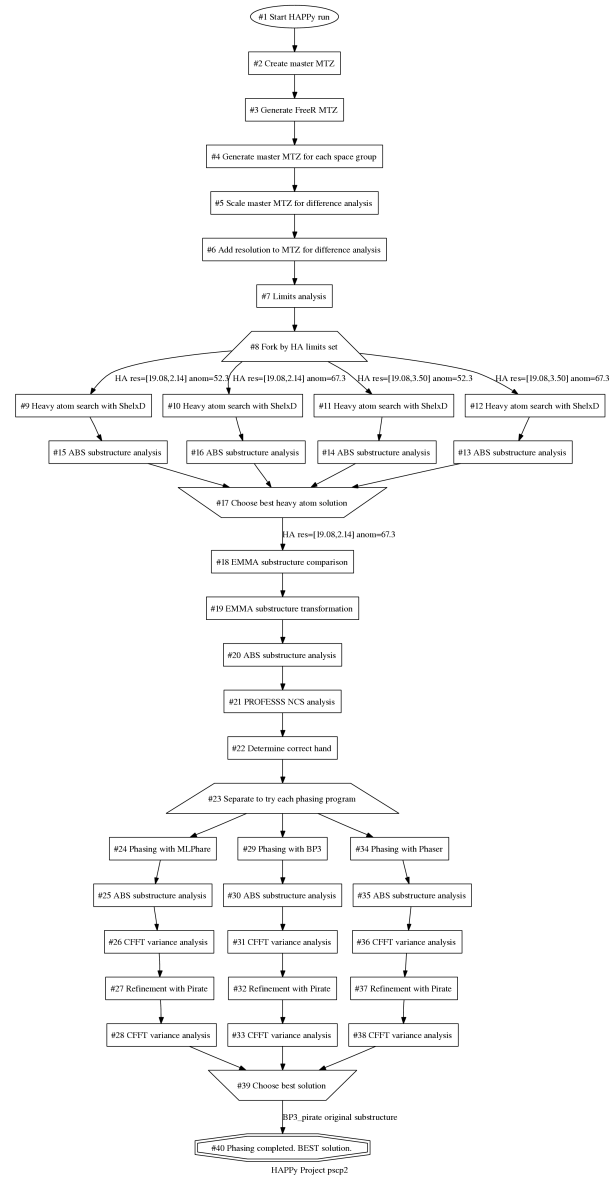 #1 Start HAPPy run
#2 Create master MTZ
#3 Generate FreeR MTZ
#4 Generate master MTZ for each space group
#5 Scale master MTZ for difference analysis
#6 Add resolution to MTZ for difference analysis
#7 Limits analysis
#8 Fork by HA limits set
HA res=[19.08,2.14] anom=52.3
HA res=[19.08,2.14] anom=67.3
HA res=[19.08,3.50] anom=52.3
HA res=[19.08,3.50] anom=67.3
#9 Heavy atom search with ShelxD
#10 Heavy atom search with ShelxD
#11 Heavy atom search with ShelxD
#12 Heavy atom search with ShelxD
#15 ABS substructure analysis
#16 ABS substructure analysis
#14 ABS substructure analysis
#13 ABS substructure analysis
#17 Choose best heavy atom solution
HA res=[19.08,2.14] anom=67.3
#18 EMMA substructure comparison
#19 EMMA substructure transformation
#20 ABS substructure analysis
#21 PROFESSS NCS analysis
#22 Determine correct hand
#23 Separate to try each phasing program
#24 Phasing with MLPhare
#29 Phasing with BP3
#34 Phasing with Phaser
#25 ABS substructure analysis
#30 ABS substructure analysis
#35 ABS substructure analysis
#26 CFFT variance analysis
#31 CFFT variance analysis
#36 CFFT variance analysis
#27 Refinement with Pirate
#32 Refinement with Pirate
#37 Refinement with Pirate
#28 CFFT variance analysis
#33 CFFT variance analysis
#38 CFFT variance analysis
#39 Choose best solution
BP3_pirate original substructure
#40 Phasing completed. BEST solution.
HAPPy Project pscp2